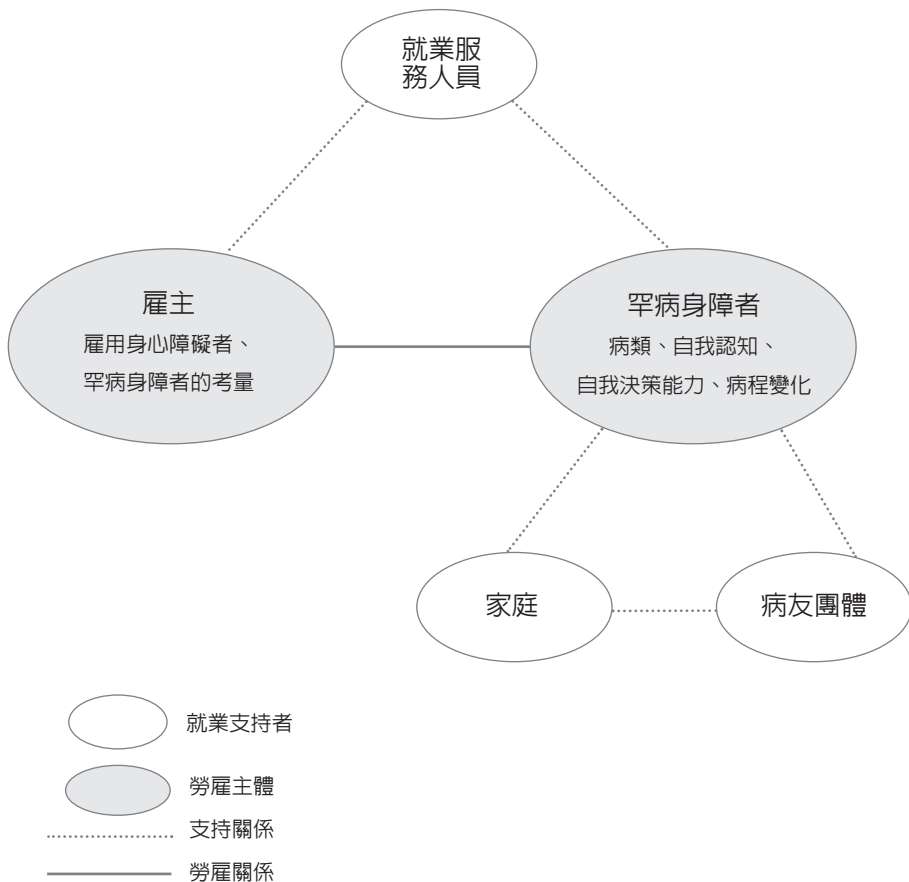 就業服
務人員
雇主
雇用身心障礙者、
罕病身障者的考量
罕病身障者
病類、自我認知、
自我決策能力、病程變化
家庭
病友團體
就業支持者
勞雇主體
支持關係
勞雇關係